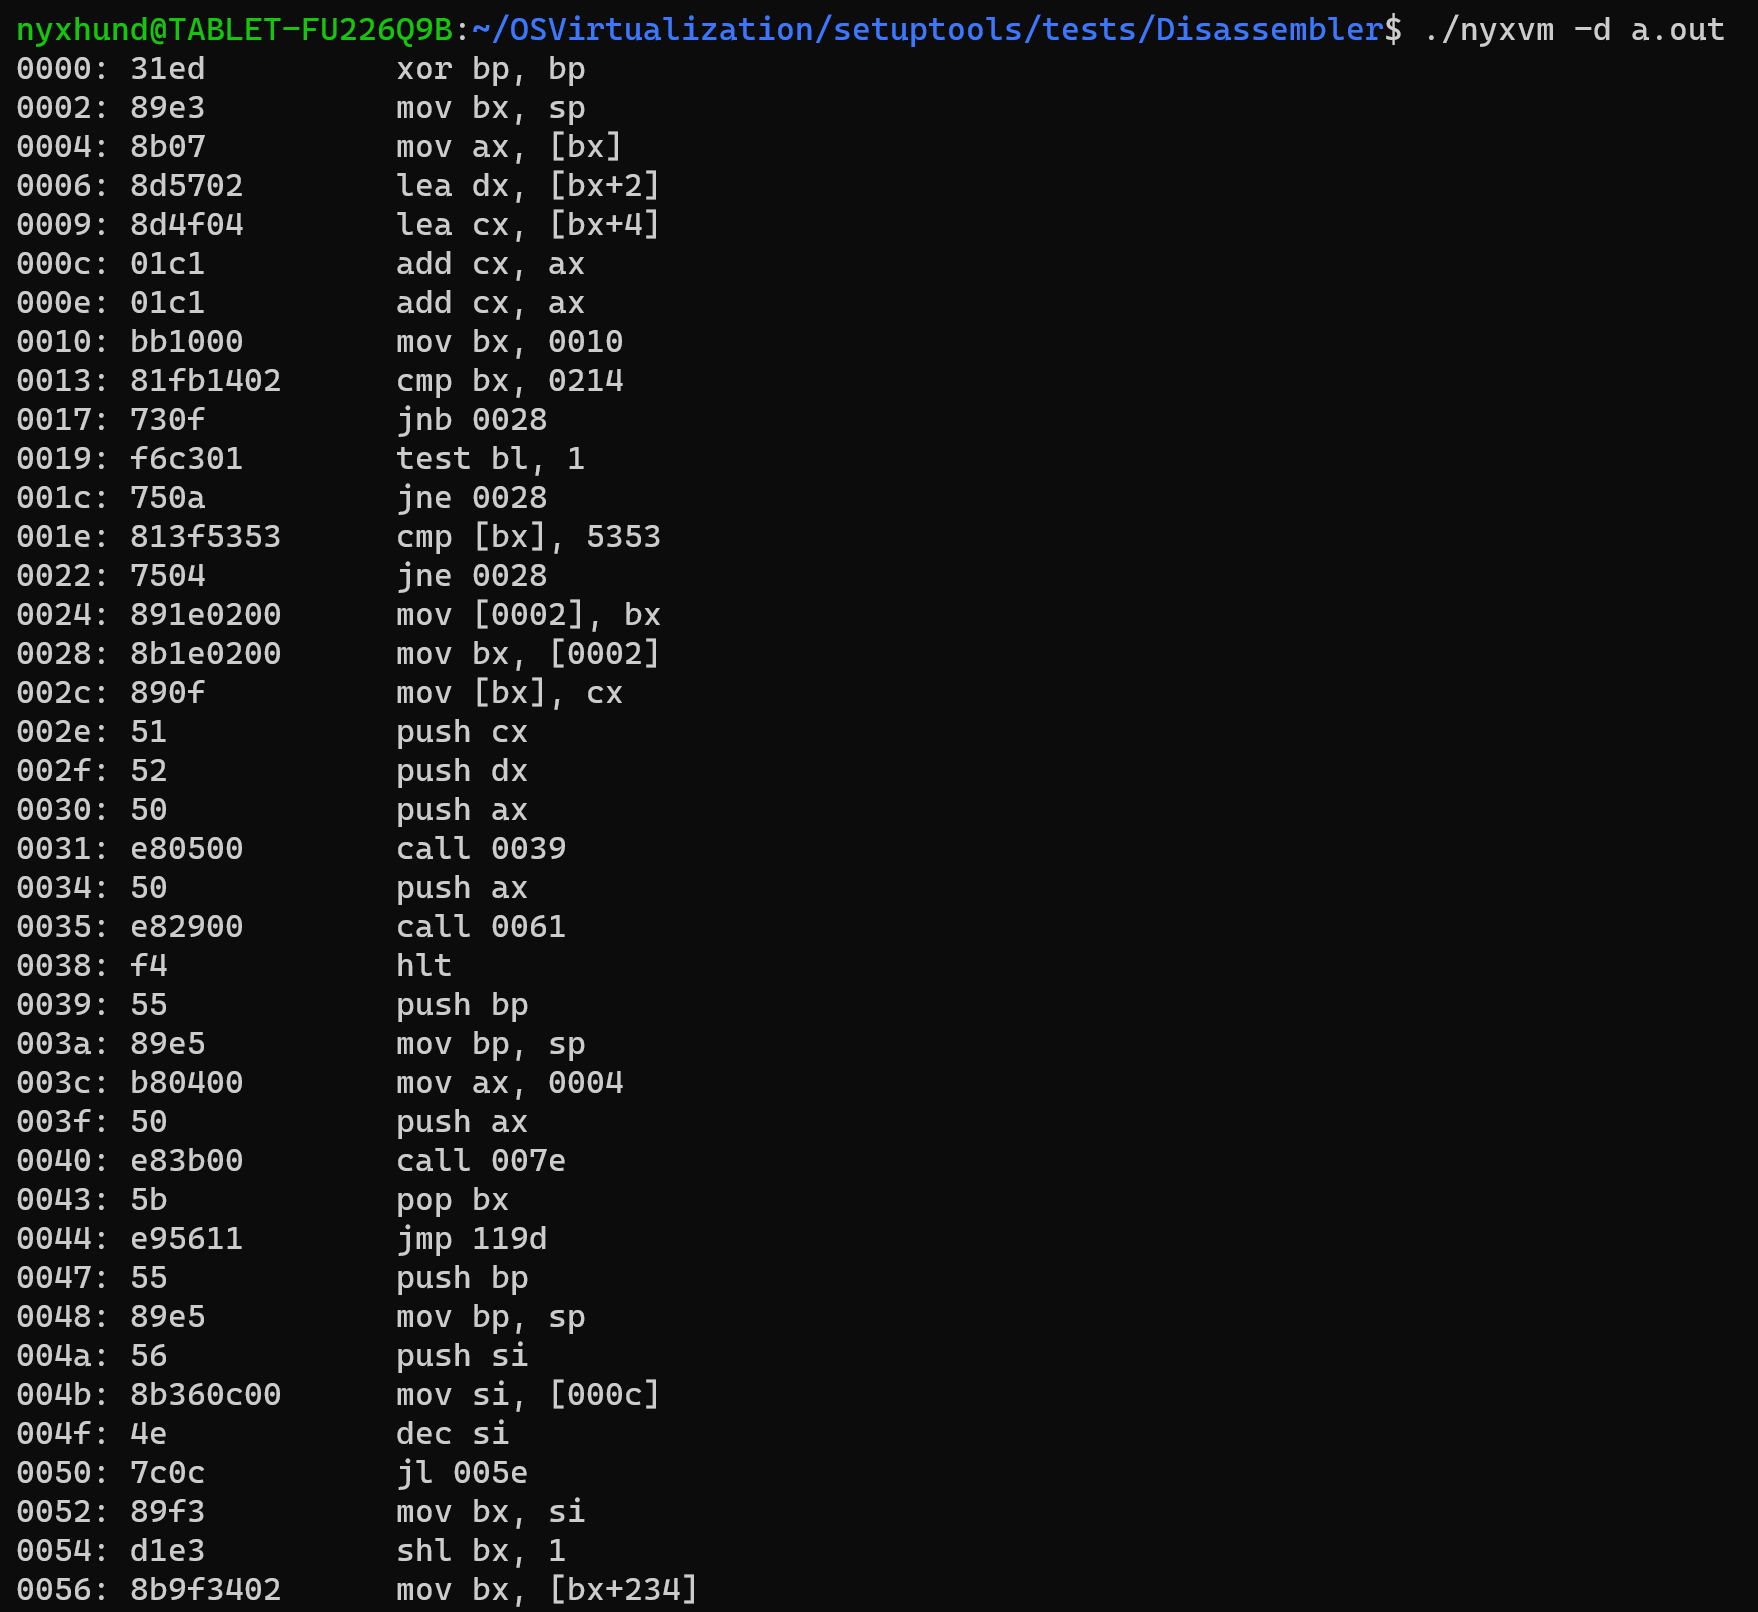 nyxhund@TABLET-FU226Q9B:~/OSVirtualization/setuptools/tests/Disassembler$ ./nyxvm -d a.out
0000: 31ed          xor bp, bp
0002: 89e3          mov bx, sp
0004: 8b07          mov ax, [bx]
0006: 8d5702        lea dx, [bx+2]
0009: 8d4f04        lea cx, [bx+4]
000c: 01c1          add cx, ax
000e: 01c1          add cx, ax
0010: bb1000        mov bx, 0010
0013: 81fb1402      cmp bx, 0214
0017: 730f          jnb 0028
0019: f6c301        test bl, 1
001c: 750a          jne 0028
001e: 813f5353      cmp [bx], 5353
0022: 7504          jne 0028
0024: 891e0200      mov [0002], bx
0028: 8b1e0200      mov bx, [0002]
002c: 890f          mov [bx], cx
002e: 51            push cx
002f: 52            push dx
0030: 50            push ax
0031: e80500        call 0039
0034: 50            push ax
0035: e82900        call 0061
0038: f4            hlt
0039: 55            push bp
003a: 89e5          mov bp, sp
003c: b80400        mov ax, 0004
003f: 50            push ax
0040: e83b00        call 007e
0043: 5b            pop bx
0044: e95611        jmp 119d
0047: 55            push bp
0048: 89e5          mov bp, sp
004a: 56            push si
004b: 8b360c00      mov si, [000c]
004f: 4e            dec si
0050: 7c0c          jl 005e
0052: 89f3          mov bx, si
0054: d1e3          shl bx, 1
0056: 8b9f3402      mov bx, [bx+234]